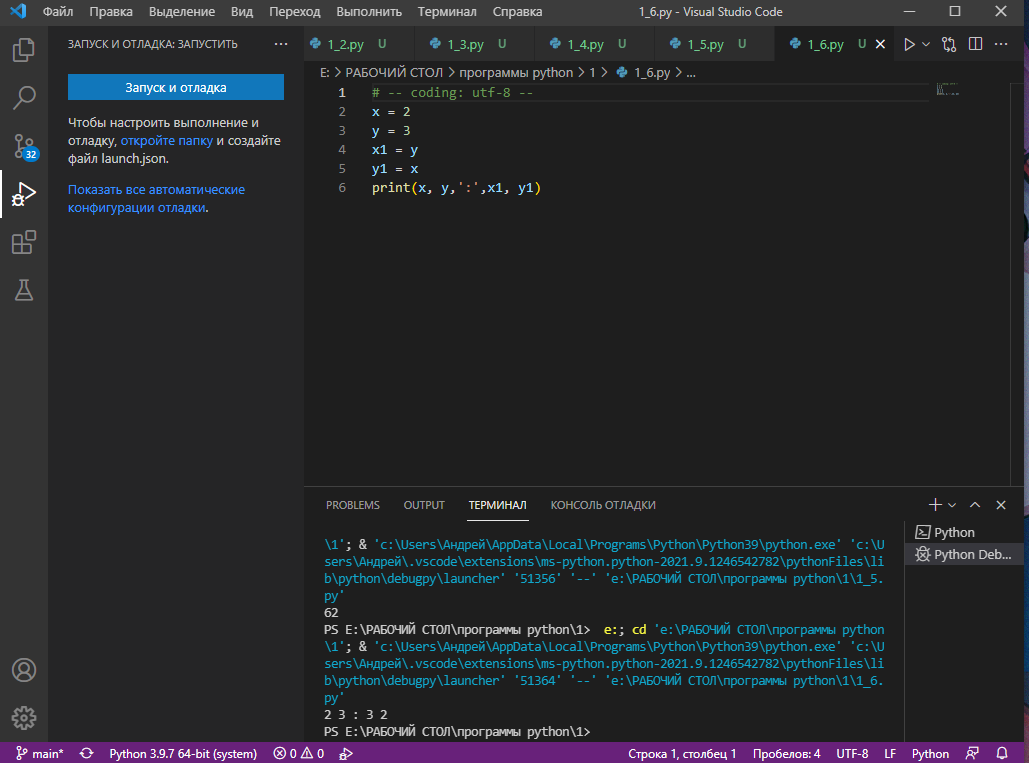 Файл Правка Выделение Вид Переход Выполнить Терминал Справка 1_6.py - Visual Studio Code
ЗАПУСК И ОТЛАДКА: ЗАПУСТИТЬ ...
1_2.py U 1_3.py U 1_4.py U 1_5.py U 1_6.py U
E: > РАБОЧИЙ СТОЛ > программы python > 1 > 1_6.py > ...
Запуск и отладка
Чтобы настроить выполнение и
отладку, откройте папку и создайте
файл launch.json.
Показать все автоматические
конфигурации отладки.
32
1 # -- coding: utf-8 --
2 x = 2
3 y = 3
4 x1 = y
5 y1 = x
6 print(x, y,':',x1, y1)
PROBLEMS OUTPUT ТЕРМИНАЛ КОНСОЛЬ ОТЛАДКИ
\1'; & 'c:\Users\Андрей\AppData\Local\Programs\Python\Python39\python.exe' 'c:\U
sers\Андрей\.vscode\extensions\ms-python.python-2021.9.1246542782\pythonFiles\li
b\python\debugpy\launcher' '51356' '--' 'e:\РАБОЧИЙ СТОЛ\программы python\1\1_5.
py'
62
PS E:\РАБОЧИЙ СТОЛ\программы python\1> e:; cd 'e:\РАБОЧИЙ СТОЛ\программы python
\1'; & 'c:\Users\Андрей\AppData\Local\Programs\Python\Python39\python.exe' 'c:\U
sers\Андрей\.vscode\extensions\ms-python.python-2021.9.1246542782\pythonFiles\li
b\python\debugpy\launcher' '51364' '--' 'e:\РАБОЧИЙ СТОЛ\программы python\1\1_6.
py'
2 3 : 3 2
PS E:\РАБОЧИЙ СТОЛ\программы python\1>
Python
Python Deb...
main* Python 3.9.7 64-bit (system) 0 0 Строка 1, столбец 1 Пробелов: 4 UTF-8 LF Python